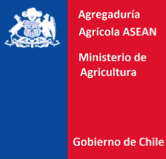 Agregaduría
Agrícola ASEAN
Ministerio de
Agricultura
Gobierno de Chile